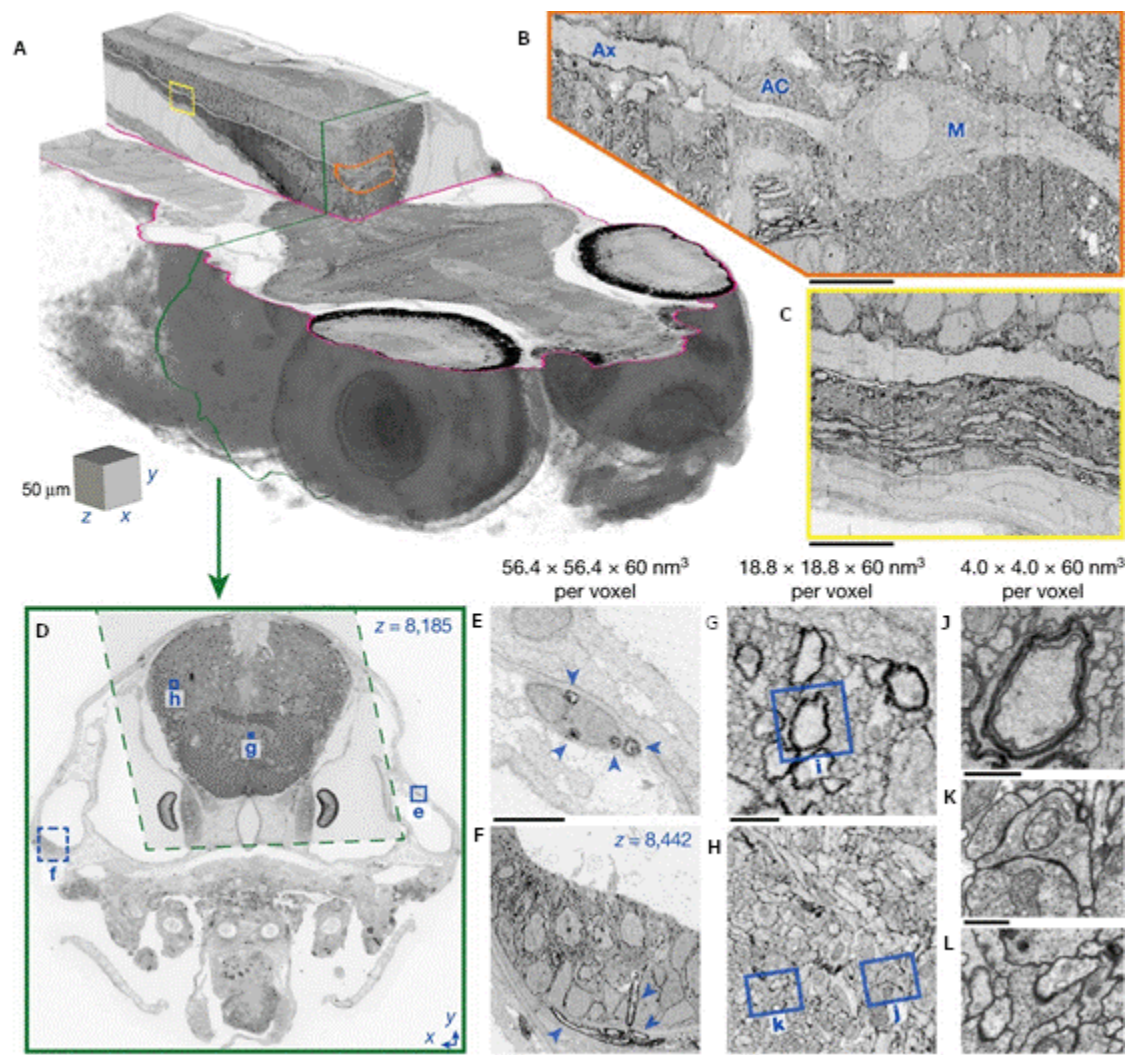 A
B
Ax
AC
M
C
50 µm
y
z
x
56.4 × 56.4 × 60 nm³
per voxel
18.8 × 18.8 × 60 nm³
per voxel
4.0 × 4.0 × 60 nm³
per voxel
D
z = 8,185
h
g
e
f
y
x
E
F
z = 8,442
G
i
H
k
j
J
K
L